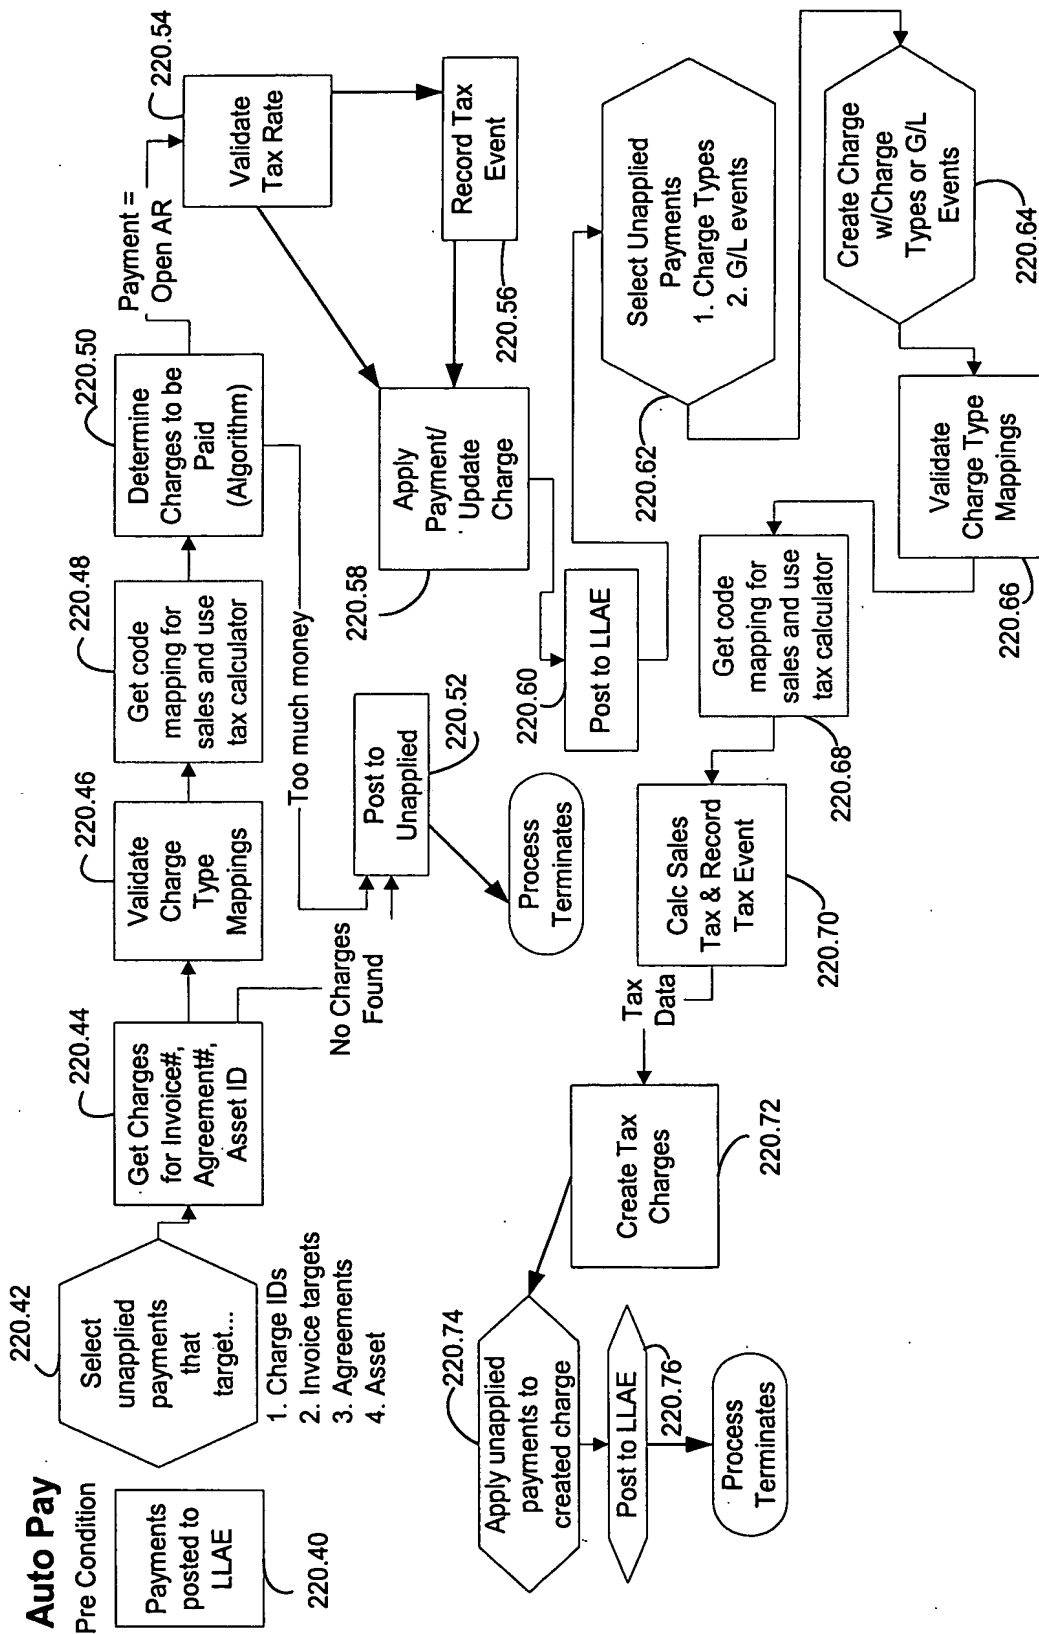 Auto Pay
Pre Condition
Payments
posted to
LLAE
220.40
220.42
Select
unapplied
payments
that
target...
1. Charge IDs
2. Invoice targets
3. Agreements
4. Asset
220.44
Get Charges
for Invoice#,
Agreement#,
Asset ID
No Charges
Found
220.46
Validate
Charge
Type
Mappings
220.48
Get code
mapping for
sales and use
tax calculator
220.50
Determine
Charges to be
Paid
(Algorithm)
Too much money
Post to
Unapplied
220.52
Process
Terminates
Payment =
Open AR
220.54
Validate
Tax Rate
Record Tax
Event
220.56
Apply
Payment/
Update
Charge
220.58
220.60
Post to LLAE
Select Unapplied
Payments
1. Charge Types
2. G/L events
220.62
Create Charge
w/Charge
Types or G/L
Events
220.64
Validate
Charge Type
Mappings
220.66
Get code
mapping for
sales and use
tax calculator
220.68
Calc Sales
Tax & Record
Tax Event
220.70
Tax
Data
Create Tax
Charges
220.72
220.74
Apply unapplied
payments to
created charge
Post to LLAE
220.76
Process
Terminates